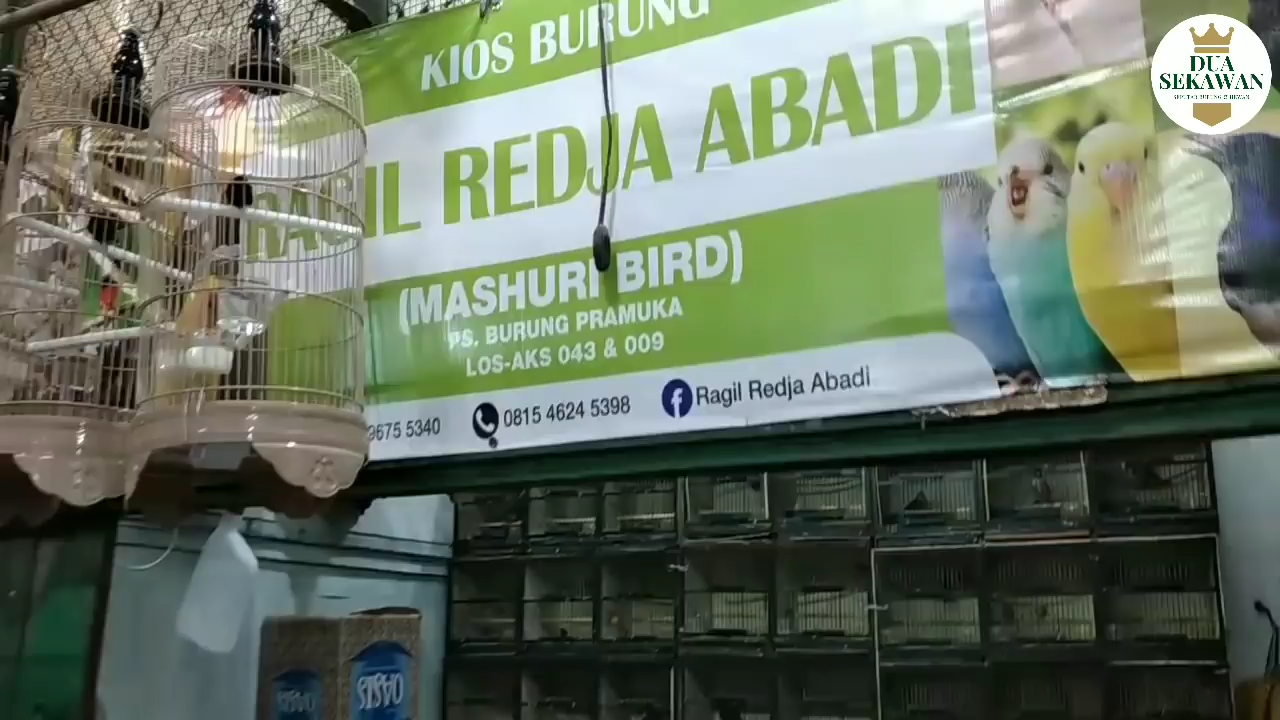 KIOS BURUNG
RAGIL REDJA ABADI
(MASHURI BIRD)
PS. BURUNG PRAMUKA
LOS-AKS 043 & 009
9675 5340
0815 4624 5398
Ragil Redja Abadi
DUA
SEKAWAN
OASIS
OASIS